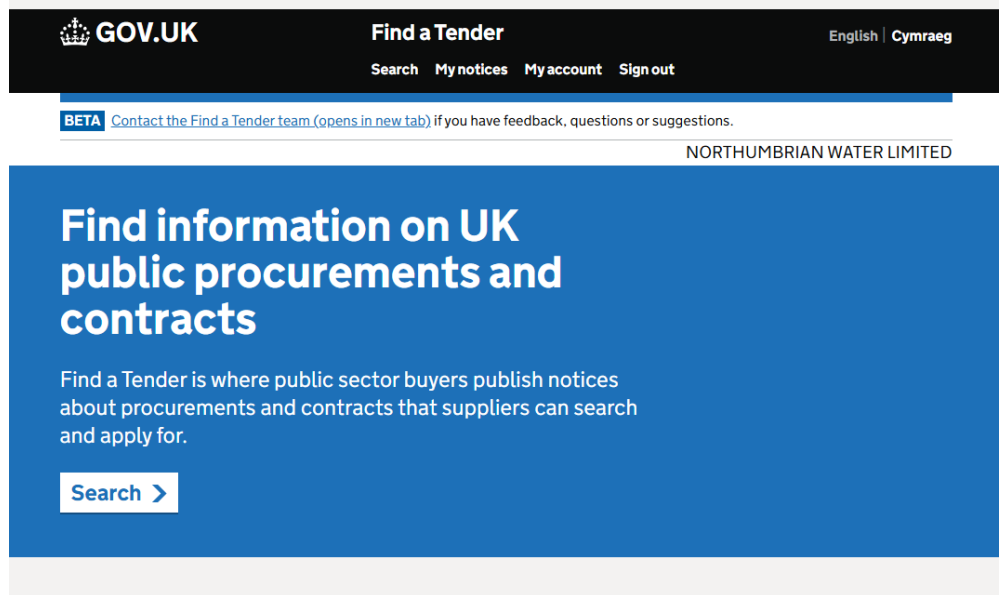 GOV.UK
Find a Tender
English | Cymraeg
Search My notices My account Sign out
BETA Contact the Find a Tender team (opens in new tab) if you have feedback, questions or suggestions.
NORTHUMBRIAN WATER LIMITED
Find information on UK
public procurements and
contracts
Find a Tender is where public sector buyers publish notices
about procurements and contracts that suppliers can search
and apply for.
Search